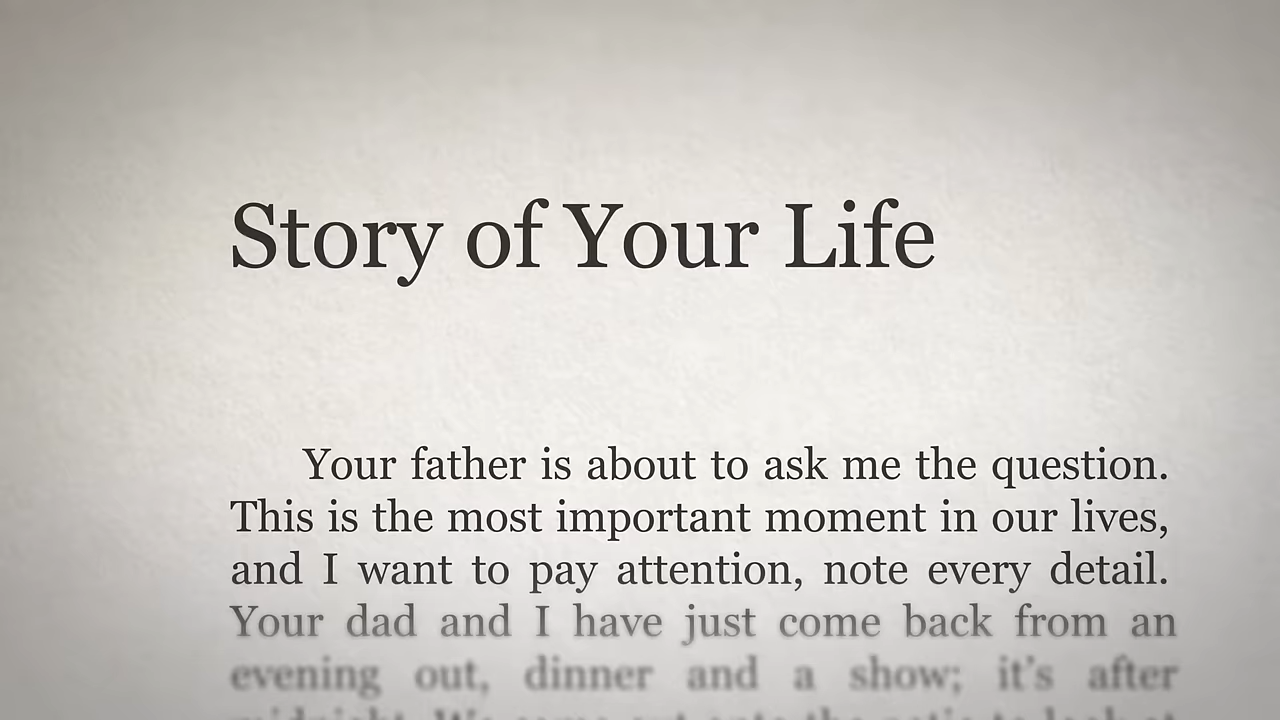 Story of Your Life
Your father is about to ask me the question.
This is the most important moment in our lives,
and I want to pay attention, note every detail.
Your dad and I have just come back from an
evening out, dinner and a show; it's after